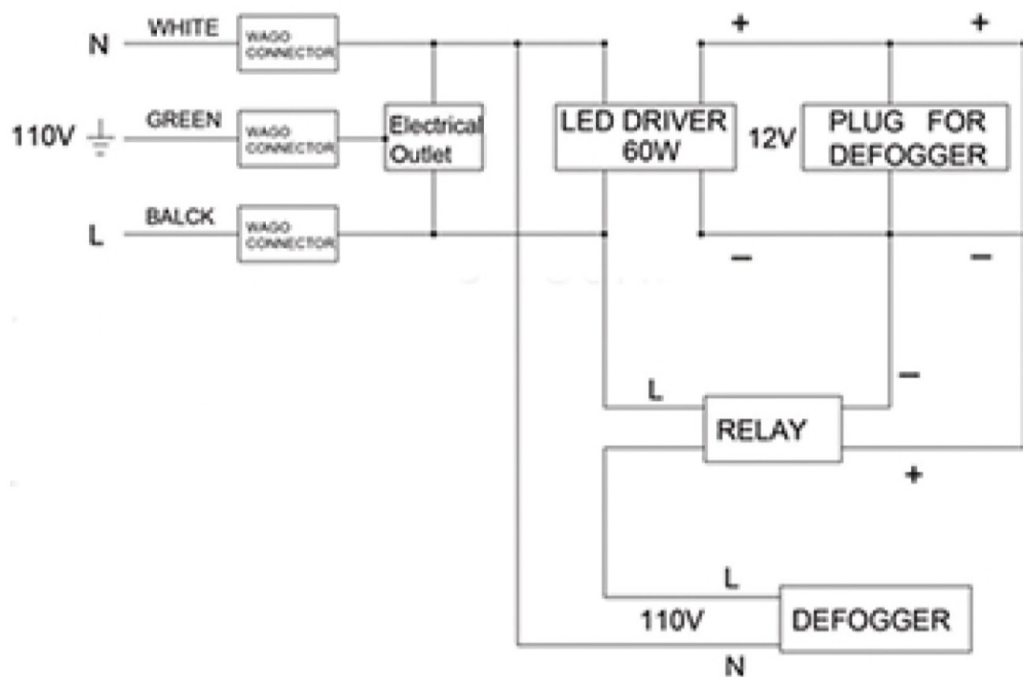 WHITE
N
WAGO
CONNECTOR
+
+
GREEN
110V
WAGO
CONNECTOR
Electrical
Outlet
LED DRIVER
60W
12V
PLUG FOR
DEFOGGER
BALCK
L
WAGO
CONNECTOR
−
−
L
−
RELAY
+
L
110V
DEFOGGER
N